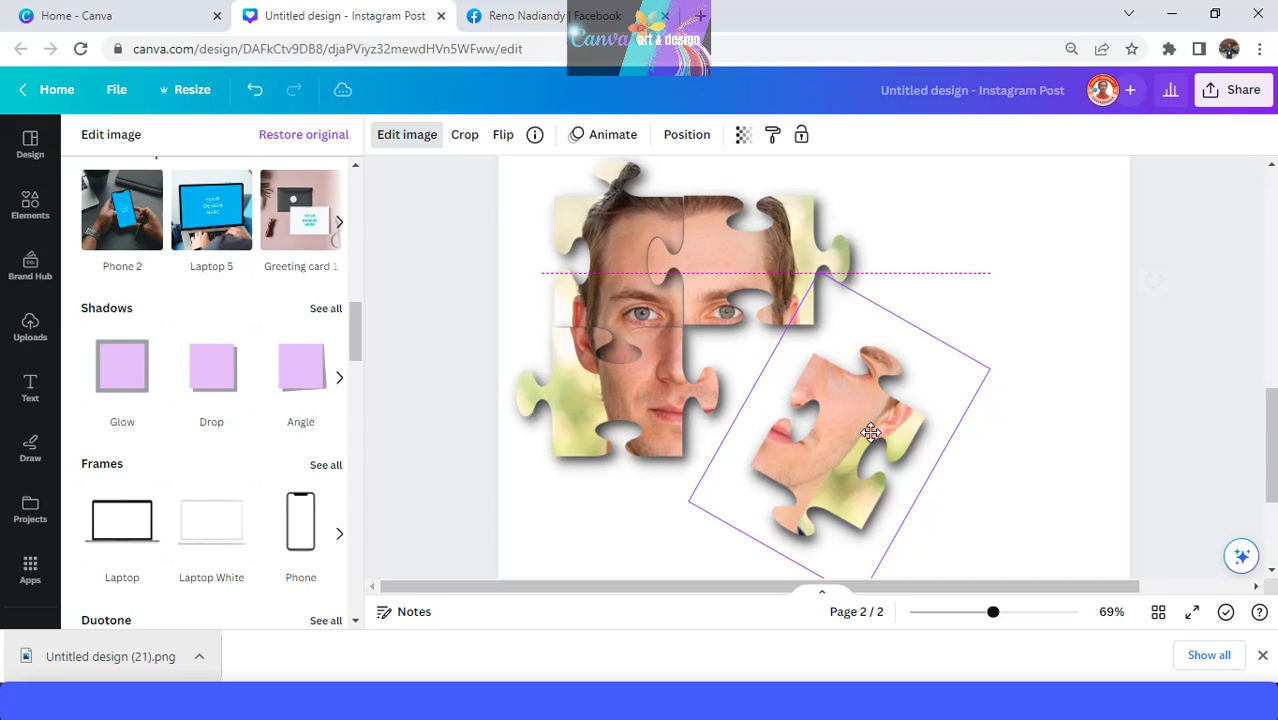 Home - Canva
Untitled design - Instagram Post
Reno Nadiandy | Facebook
Canva art & design
canva.com/design/DAFkCtv9DB8/djaPViyz32mewdHVn5WFww/edit
Home
File
Resize
Untitled design - Instagram Post
Share
Design
Elements
Brand Hub
Uploads
Text
Draw
Projects
Apps
Edit image
Restore original
Edit image
Crop
Flip
Animate
Position
YOUR DESIGN HERE
Phone 2
Laptop 5
Greeting card 1
Shadows
See all
Glow
Drop
Angle
Frames
See all
Laptop
Laptop White
Phone
Duotone
See all
Notes
Page 2 / 2
69%
Untitled design (21).png
Show all